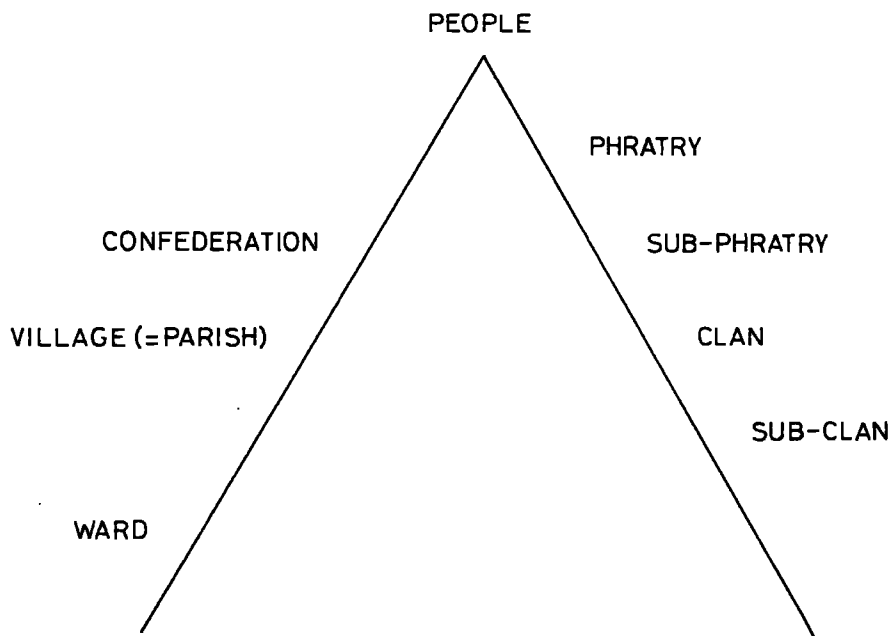 PEOPLE
PHRATRY
CONFEDERATION
SUB-PHRATRY
VILLAGE (=PARISH)
CLAN
SUB-CLAN
WARD